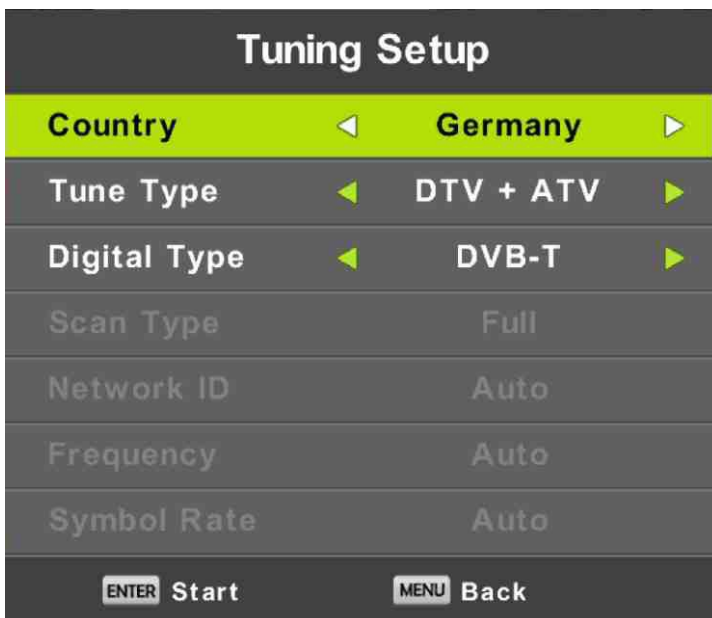 Tuning Setup
Country Germany
Tune Type DTV + ATV
Digital Type DVB-T
Scan Type Full
Network ID Auto
Frequency Auto
Symbol Rate Auto
ENTER Start MENU Back